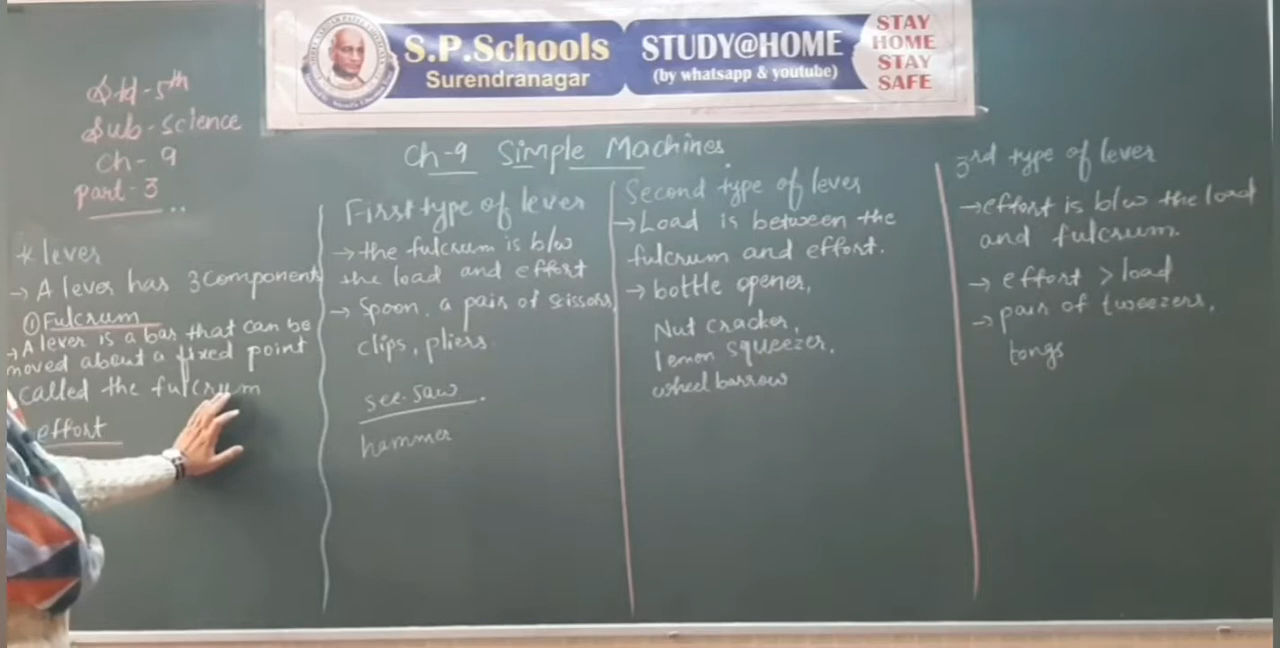 S.P.Schools
Surendranagar
STUDY@HOME
(by whatsapp & youtube)
STAY
HOME
STAY
SAFE
Std-5th
Sub-science
Ch-9
part-3
Ch-9 Simple Machines.
* lever
→ A lever has 3 component
① Fulcrum
→ A lever is a bar that can be
moved about a fixed point
called the fulcrum
effort
First type of lever
→ the fulcrum is b/w
the load and effort
→ Spoon. a pair of scissors,
clips, pliers.
see-saw
hammer
Second type of lever
→ Load is between the
fulcrum and effort.
→ bottle opener,
Nut cracker,
lemon squeezer,
wheel barrow
3rd type of lever
→ effort is b/w the load
and fulcrum.
→ effort > load
→ pair of tweezers,
tongs